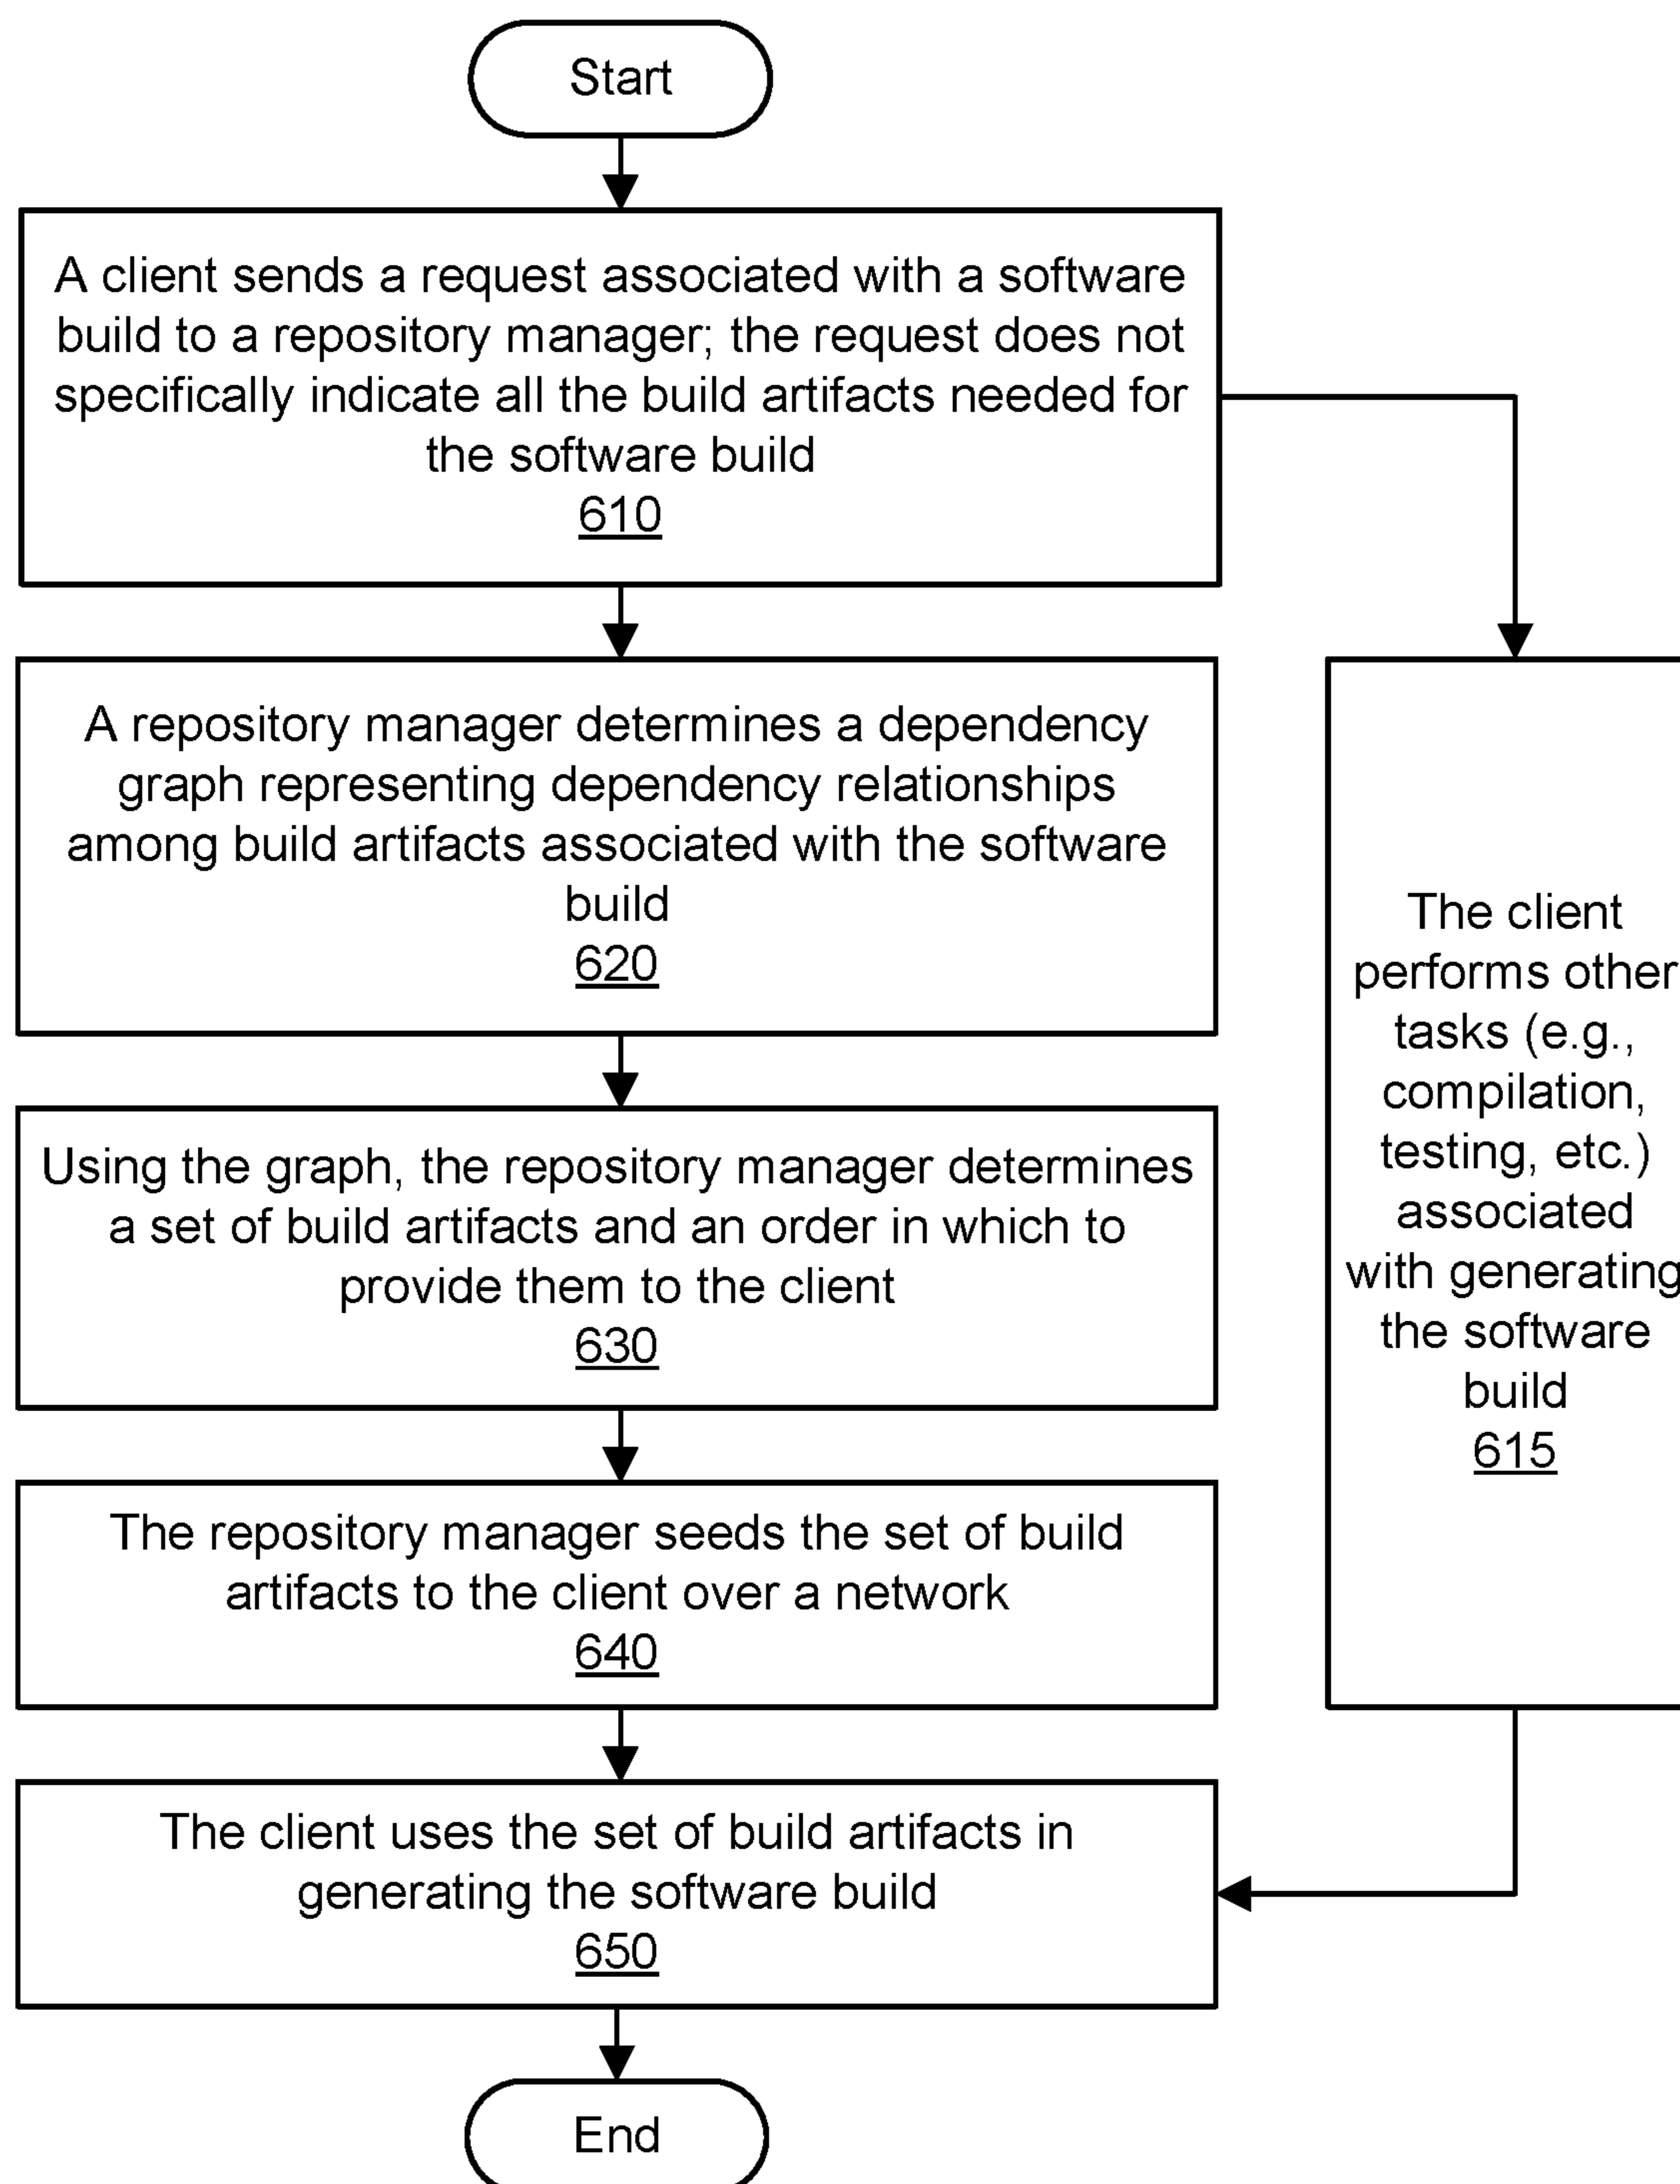 Start
A client sends a request associated with a software
build to a repository manager; the request does not
specifically indicate all the build artifacts needed for
the software build
610
A repository manager determines a dependency
graph representing dependency relationships
among build artifacts associated with the software
build
620
Using the graph, the repository manager determines
a set of build artifacts and an order in which to
provide them to the client
630
The repository manager seeds the set of build
artifacts to the client over a network
640
The client
performs other
tasks (e.g.,
compilation,
testing, etc.)
associated
with generating
the software
build
615
The client uses the set of build artifacts in
generating the software build
650
End